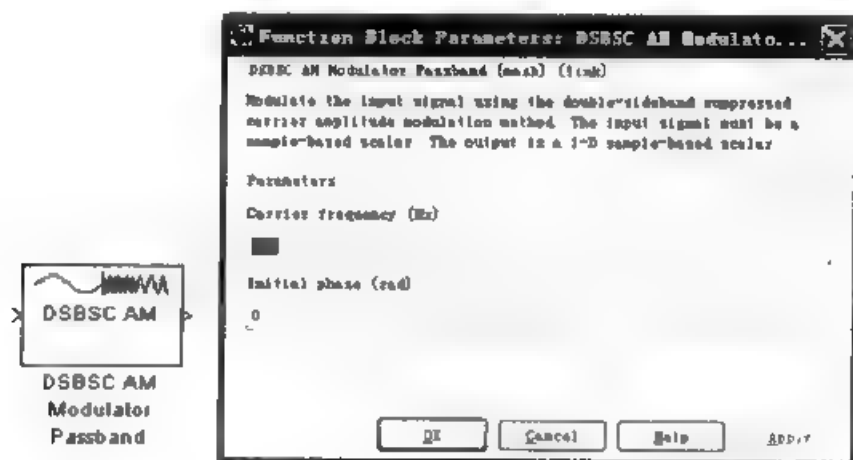 Function Block Parameters: DSBSC AM Modulato...
DSBSC AM Modulator Passband (mask) (link)
Modulate the input signal using the double-sideband suppressed
carrier amplitude modulation method. The input signal must be a
sample-based scalar. The output is a 1-D sample-based scalar
Parameters
Carrier frequency (Hz)
Initial phase (rad)
0
OK
Cancel
Help
Apply
DSBSC AM
DSBSC AM
Modulator
Passband